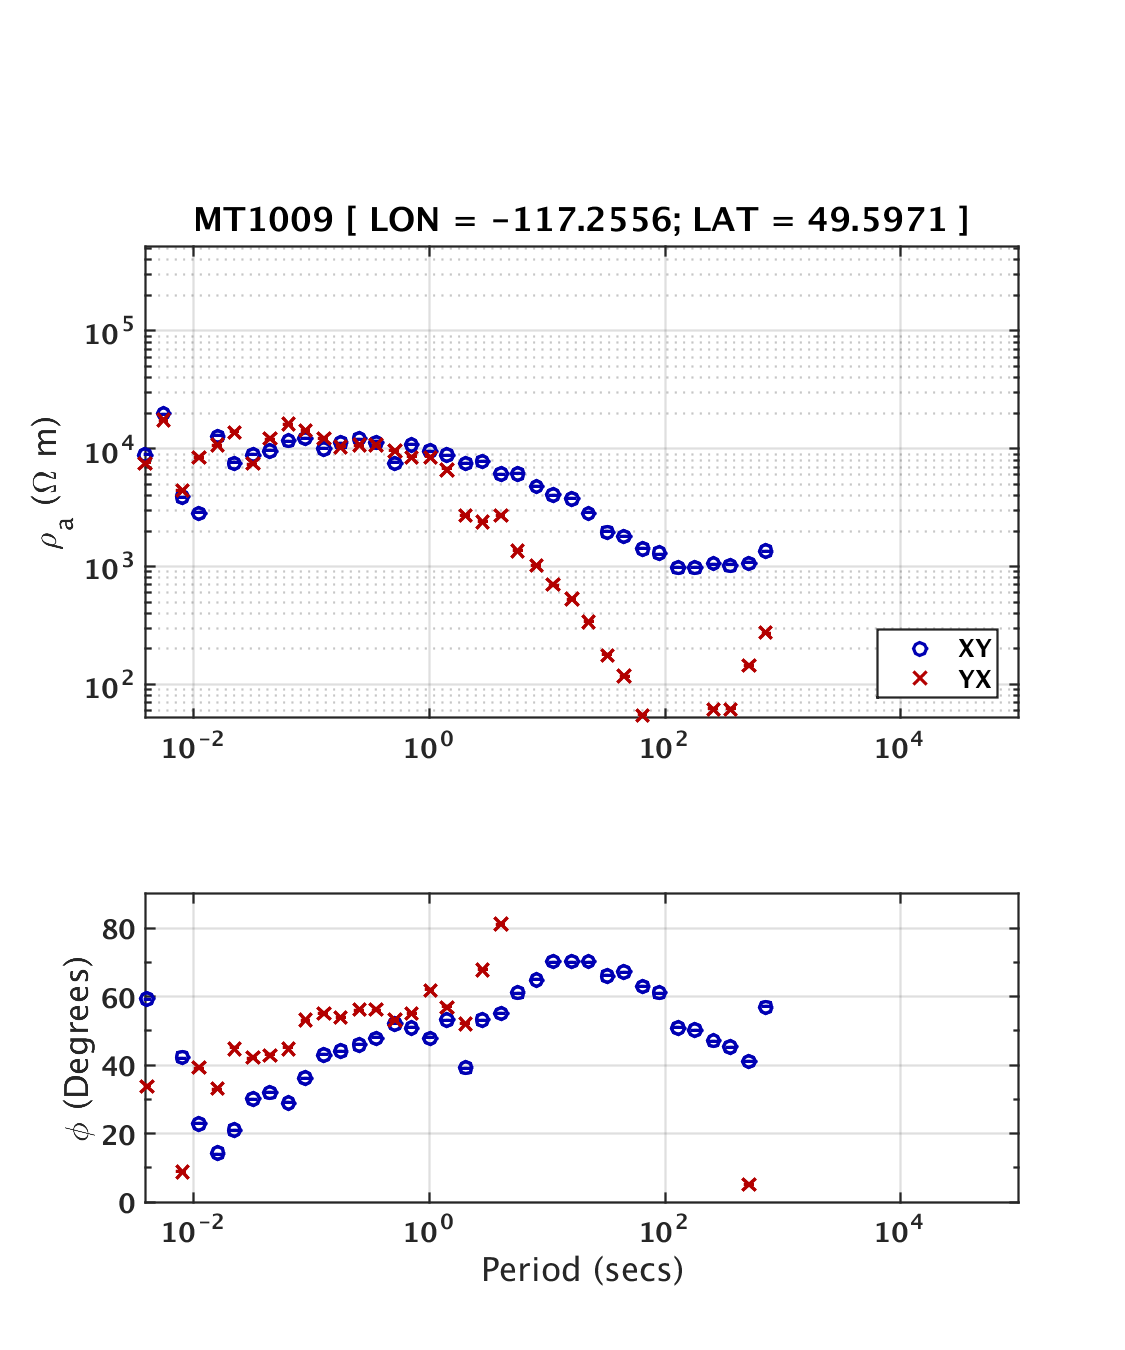 MT1009 [ LON = -117.2556; LAT = 49.5971 ]
ρa (Ω m)
10^5
10^4
10^3
10^2
XY
YX
10^-2 10^0 10^2 10^4
ϕ (Degrees)
80
60
40
20
0
10^-2 10^0 10^2 10^4
Period (secs)